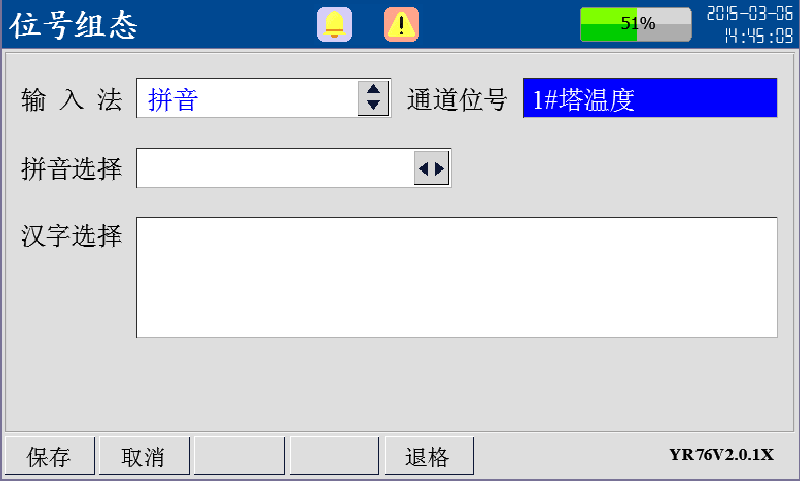 位号组态
51%
2015-03-06
14:45:09
输入法 拼音 通道位号 1#塔温度
拼音选择
汉字选择
保存 取消 退格 YR76V2.0.1X